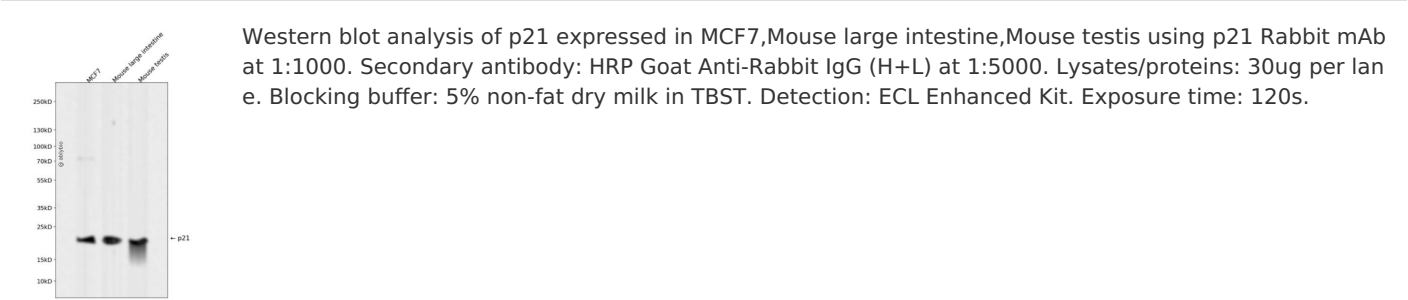 MCF7
Mouse large intestine
Mouse testis
250kD
130kD
100kD
70kD
55kD
35kD
25kD
15kD
10kD
← p21
Western blot analysis of p21 expressed in MCF7,Mouse large intestine,Mouse testis using p21 Rabbit mAb
at 1:1000. Secondary antibody: HRP Goat Anti-Rabbit IgG (H+L) at 1:5000. Lysates/proteins: 30ug per lan
e. Blocking buffer: 5% non-fat dry milk in TBST. Detection: ECL Enhanced Kit. Exposure time: 120s.